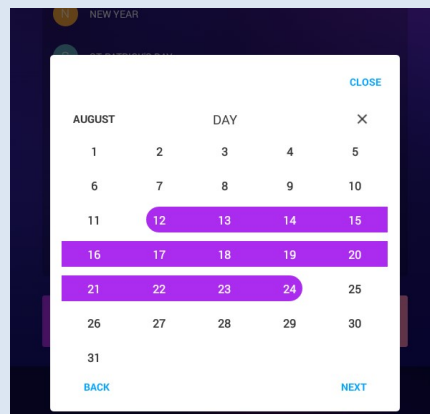 N NEW YEAR
CLOSE
AUGUST DAY ×
1 2 3 4 5
6 7 8 9 10
11 12 13 14 15
16 17 18 19 20
21 22 23 24 25
26 27 28 29 30
31
BACK NEXT